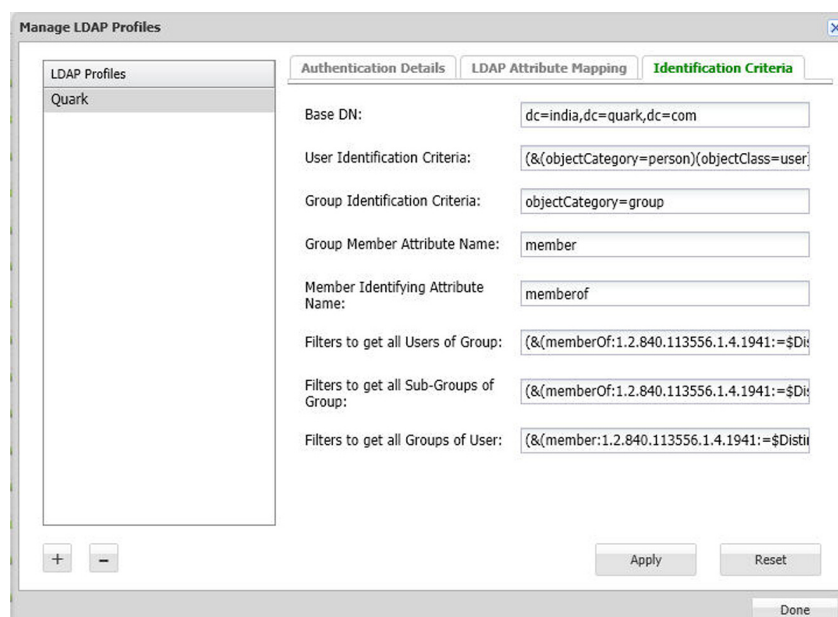 Manage LDAP Profiles
LDAP Profiles
Quark
Authentication Details
LDAP Attribute Mapping
Identification Criteria
Base DN:
dc=india,dc=quark,dc=com
User Identification Criteria:
(&(objectCategory=person)(objectClass=user)
Group Identification Criteria:
objectCategory=group
Group Member Attribute Name:
member
Member Identifying Attribute
Name:
memberof
Filters to get all Users of Group:
(&(memberOf:1.2.840.113556.1.4.1941:=$Dis
Filters to get all Sub-Groups of
Group:
(&(memberOf:1.2.840.113556.1.4.1941:=$Dis
Filters to get all Groups of User:
(&(member:1.2.840.113556.1.4.1941:=$Distin
+
-
Apply
Reset
Done